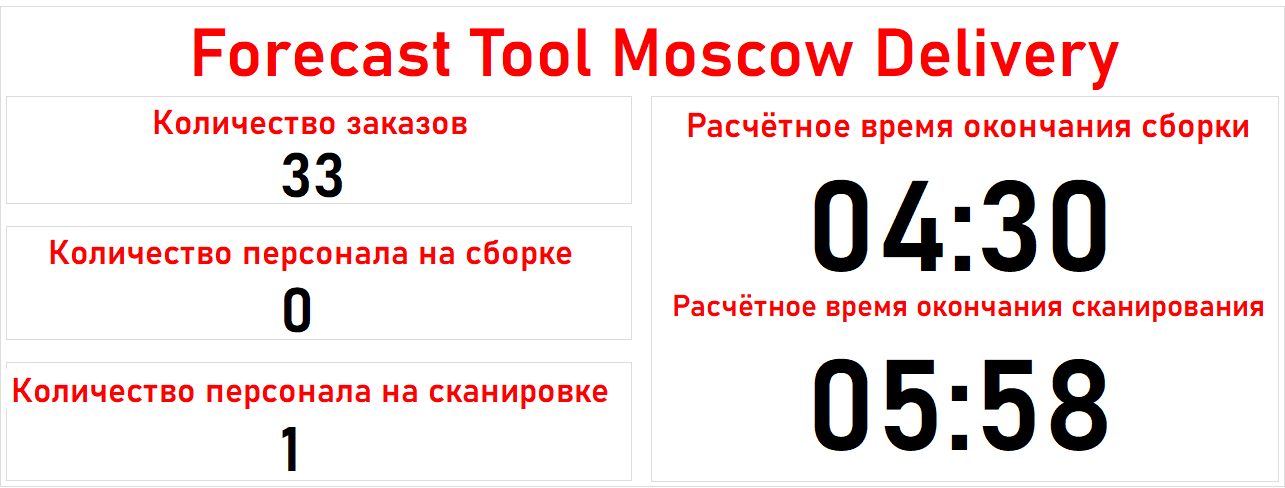 Forecast Tool Moscow Delivery
Количество заказов
33
Количество персонала на сборке
0
Количество персонала на сканировке
1
Расчётное время окончания сборки
04:30
Расчётное время окончания сканирования
05:58